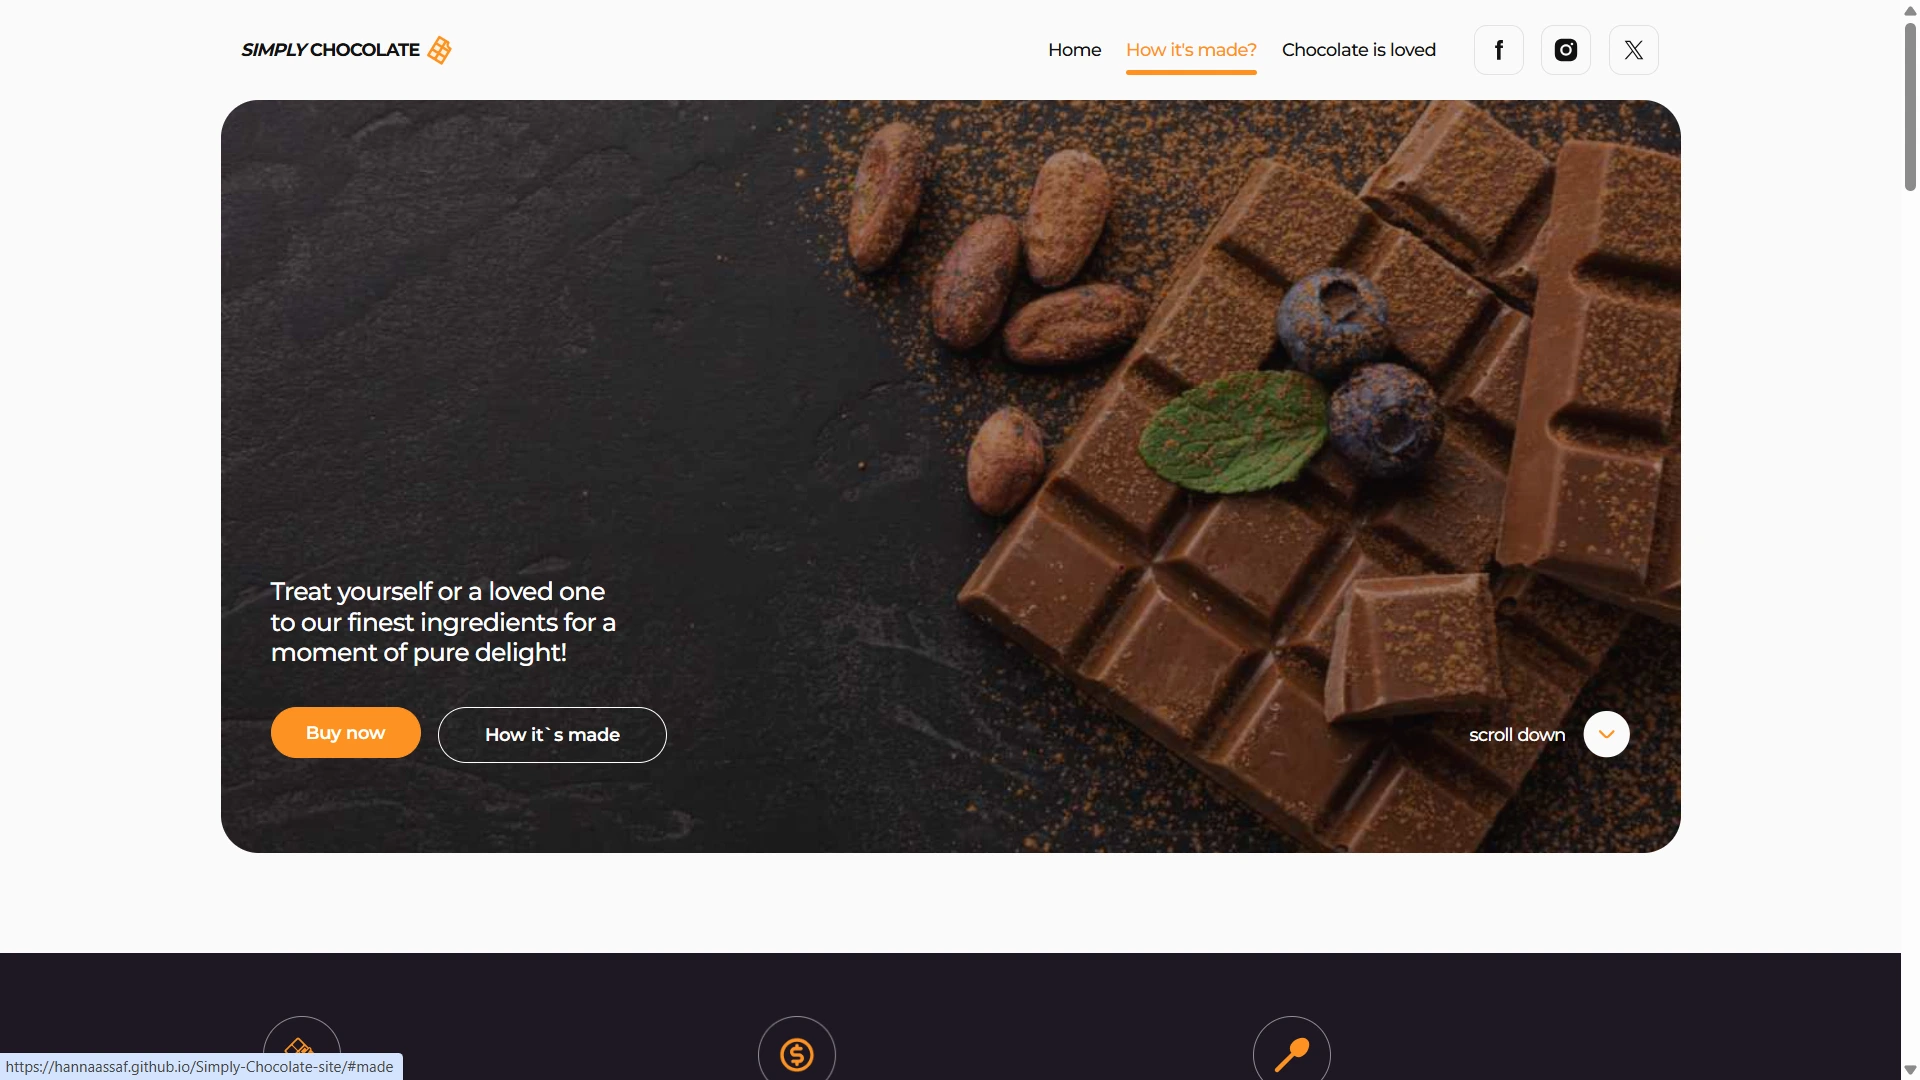 SIMPLY CHOCOLATE
Home How it's made? Chocolate is loved f
Treat yourself or a loved one
to our finest ingredients for a
moment of pure delight!
Buy now How it`s made
scroll down
https://hannaassaf.github.io/Simply-Chocolate-site/#made